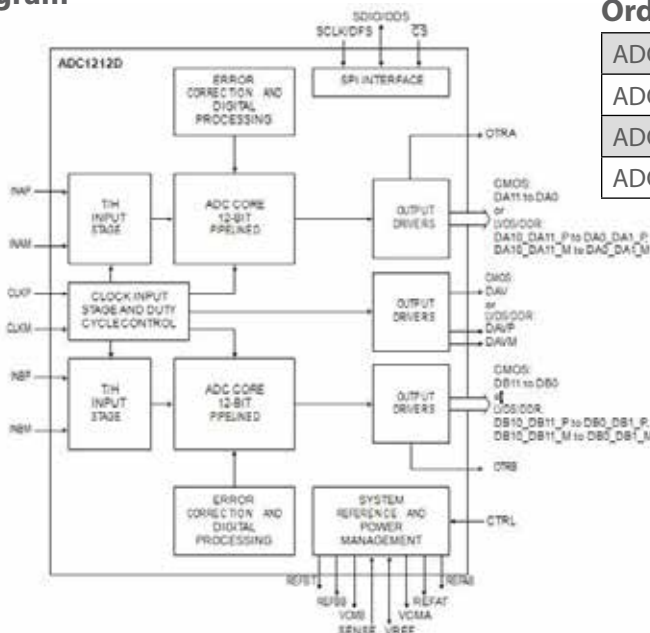 Ord
ADC
ADC
ADC
ADC
SDIO/ODS
SCLK/DFS
CS
ADC1212D
ERROR
CORRECTION AND
DIGITAL
PROCESSING
SPI INTERFACE
OTRA
INAP
INAM
T/H
INPUT
STAGE
ADC CORE
12-BIT
PIPELINED
OUTPUT
DRIVERS
CMOS:
DA11 to DA0
or
LVDS/DDR:
DA10_DA11_P to DA0_DA1_P,
DA10_DA11_M to DA0_DA1_M
CLKP
CLKM
CLOCK INPUT
STAGE AND DUTY
CYCLE CONTROL
OUTPUT
DRIVERS
CMOS:
DAV
or
LVDS/DDR:
DAVP
DAVM
INBP
INBM
T/H
INPUT
STAGE
ADC CORE
12-BIT
PIPELINED
OUTPUT
DRIVERS
CMOS:
DB11 to DB0
or
LVDS/DDR:
DB10_DB11_P to DB0_DB1_P,
DB10_DB11_M to DB0_DB1_M
OTRB
ERROR
CORRECTION AND
DIGITAL
PROCESSING
SYSTEM
REFERENCE AND
POWER
MANAGEMENT
CTRL
REFBT
REFBB
VCMB
SENSE
VREF
VCMA
REFAT
REFAB